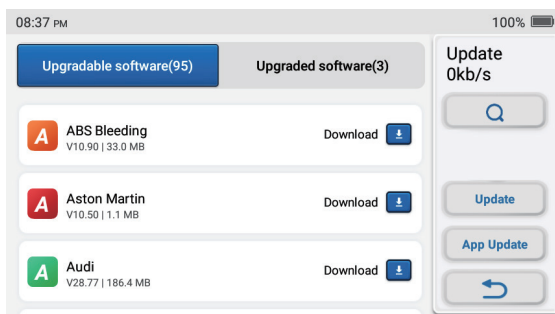 08:37 PM
100%
Upgradable software(95)
Upgraded software(3)
Update
0kb/s
A
ABS Bleeding
V10.90 | 33.0 MB
Download
A
Aston Martin
V10.50 | 1.1 MB
Download
Update
App Update
A
Audi
V28.77 | 186.4 MB
Download